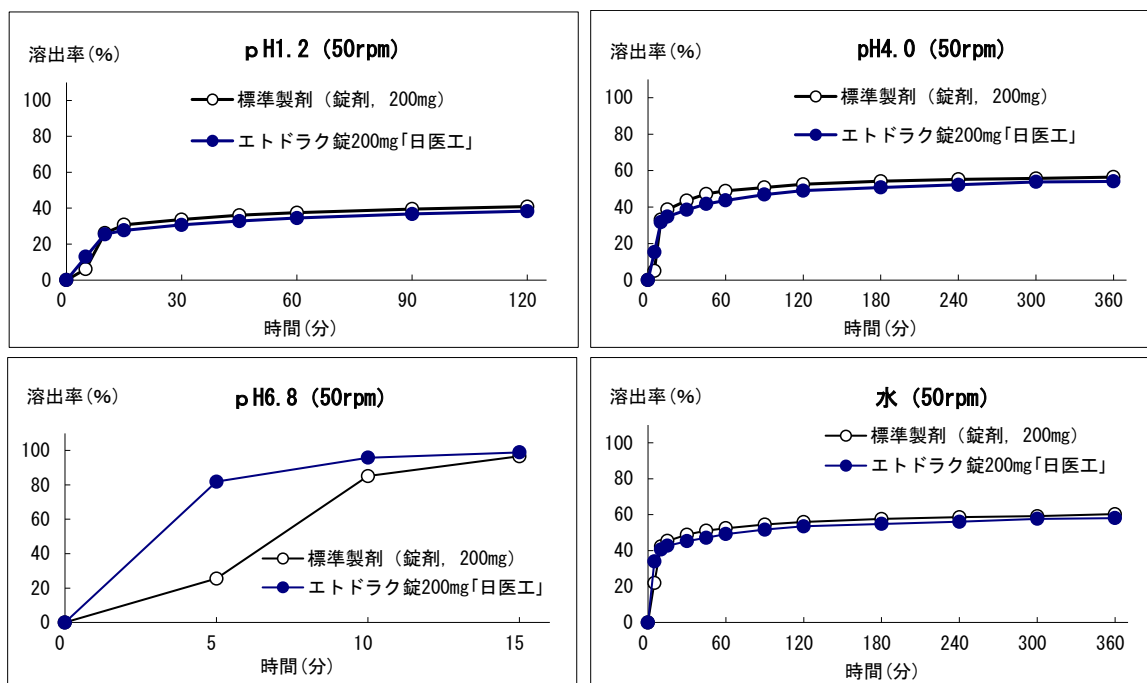 pH1.2 (50rpm)
溶出率(%)
標準製剤（錠剤, 200mg）
エトドラク錠200mg「日医工」
100
80
60
40
20
0
0 30 60 90 120
時間(分)
pH4.0 (50rpm)
溶出率(%)
標準製剤（錠剤, 200mg）
エトドラク錠200mg「日医工」
100
80
60
40
20
0
0 60 120 180 240 300 360
時間(分)
pH6.8 (50rpm)
溶出率(%)
100
80
60
40
20
0
標準製剤（錠剤, 200mg）
エトドラク錠200mg「日医工」
0 5 10 15
時間(分)
水 (50rpm)
溶出率(%)
標準製剤（錠剤, 200mg）
エトドラク錠200mg「日医工」
100
80
60
40
20
0
0 60 120 180 240 300 360
時間(分)